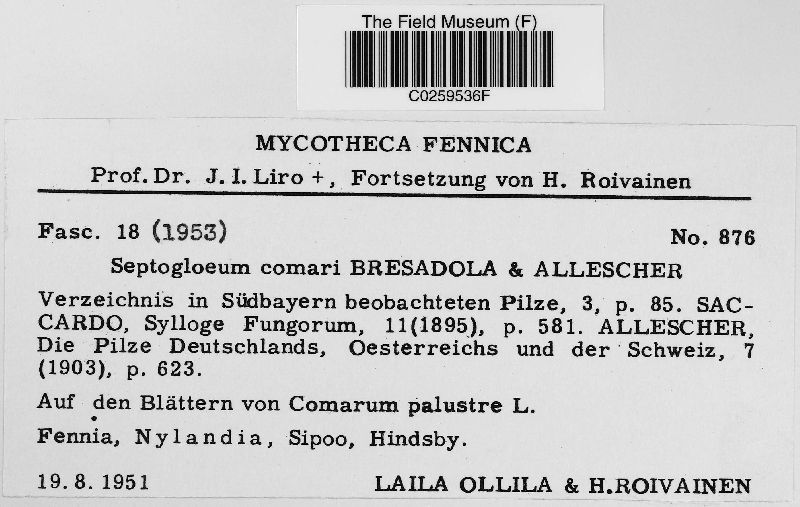 The Field Museum (F)
C0259536F
MYCOTHECA FENNICA
Prof. Dr. J. I. Liro +, Fortsetzung von H. Roivainen
Fasc. 18 (1953)
No. 876
Septogloeum comari BRESADOLA & ALLESCHER
Verzeichnis in Südbayern beobachteten Pilze, 3, p. 85. SAC-
CARDO, Sylloge Fungorum, 11(1895), p. 581. ALLESCHER,
Die Pilze Deutschlands, Oesterreichs und der Schweiz, 7
(1903), p. 623.
Auf den Blättern von Comarum palustre L.
Fennia, Nylandia, Sipoo, Hindsby.
19. 8. 1951
LAILA OLLILA & H. ROIVAINEN